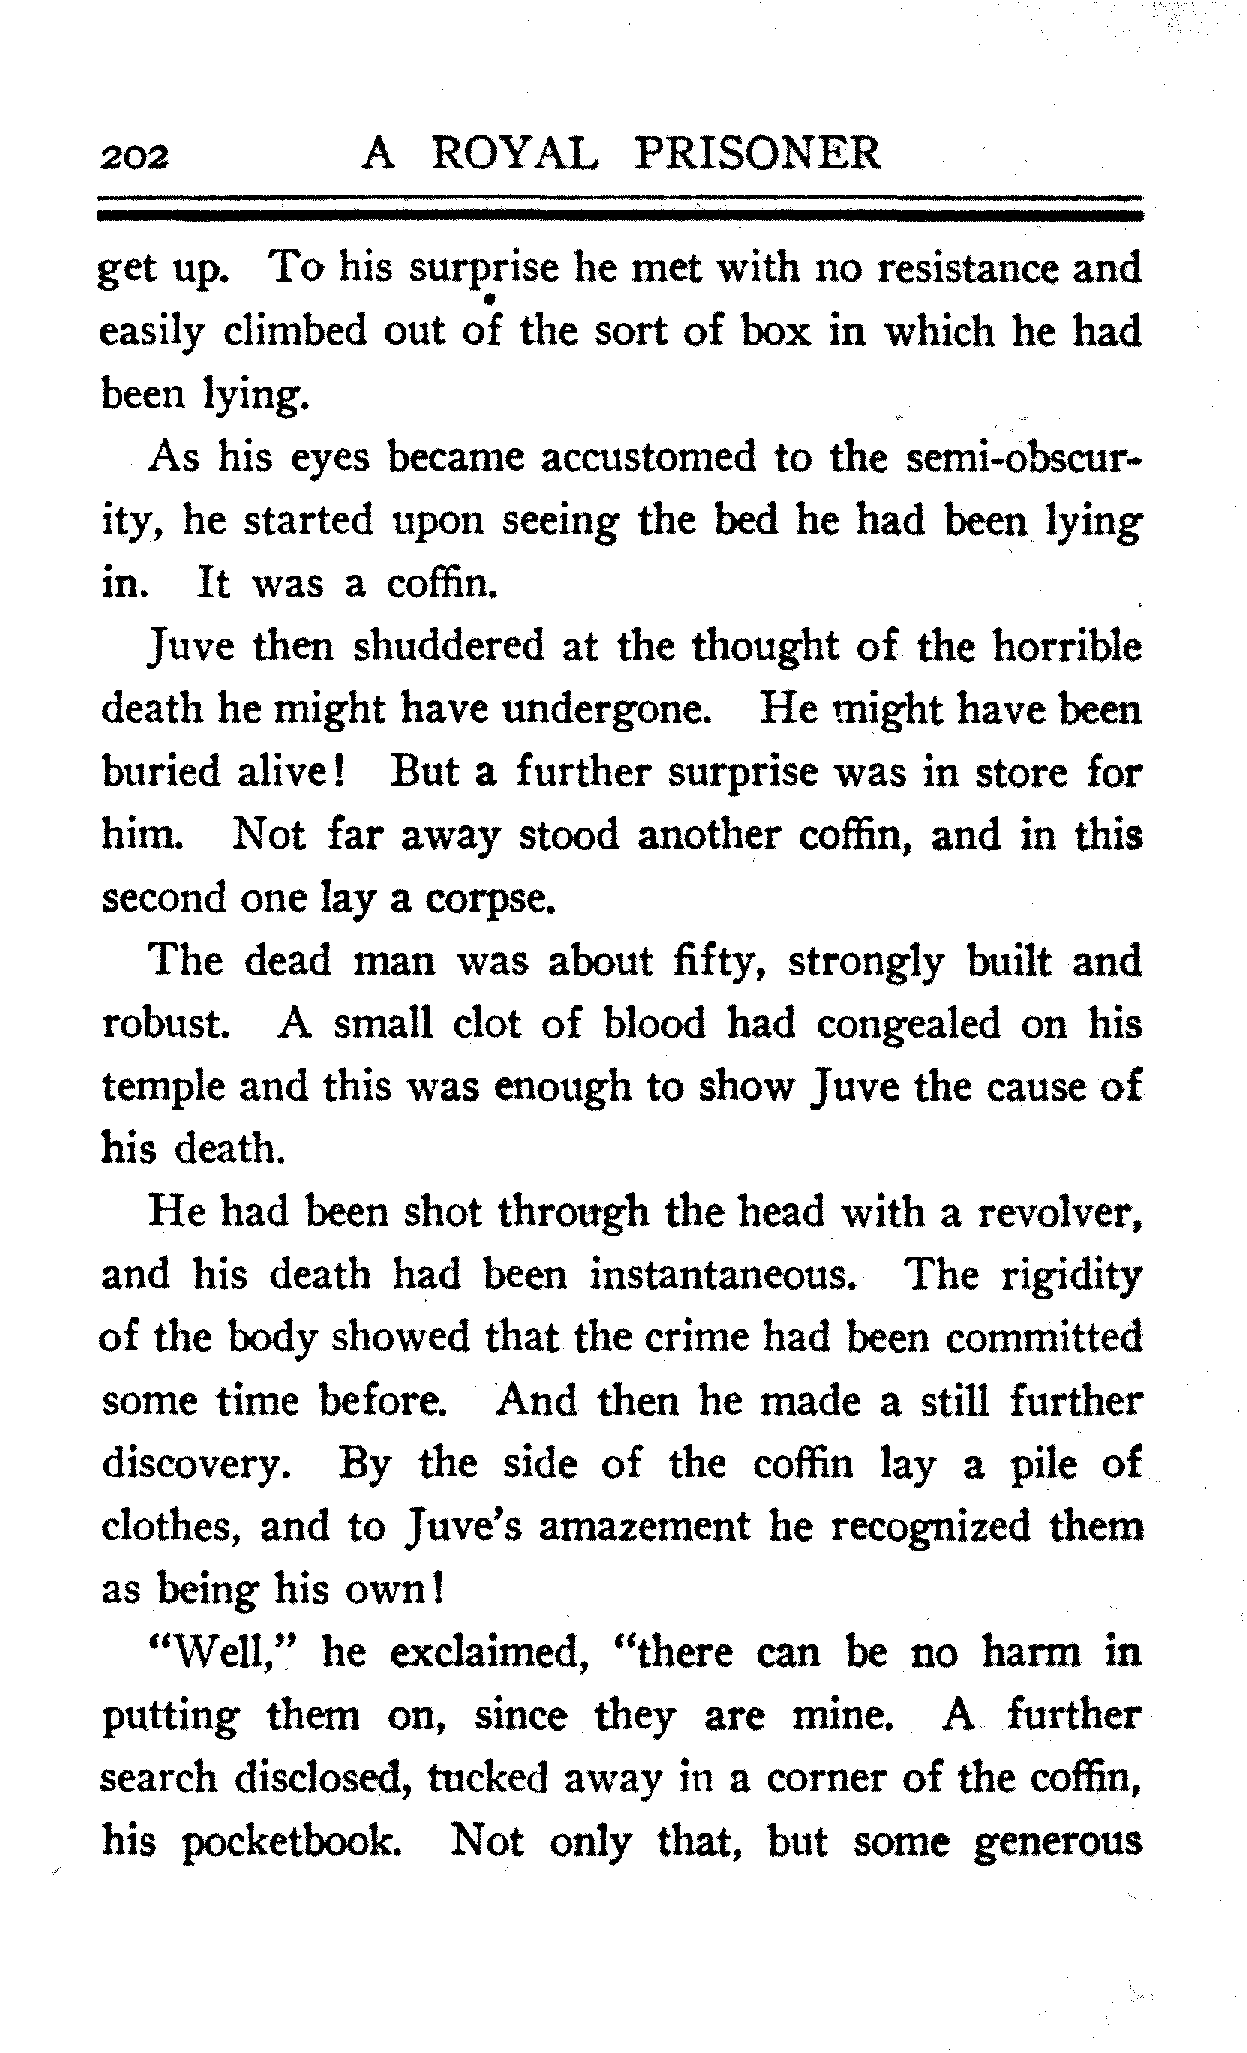 202 A ROYAL PRISONER
get up. To his surprise he met with no resistance and
easily climbed out of the sort of box in which he had
been lying.
As his eyes became accustomed to the semi-obscur-
ity, he started upon seeing the bed he had been lying
in. It was a coffin.
Juve then shuddered at the thought of the horrible
death he might have undergone. He might have been
buried alive! But a further surprise was in store for
him. Not far away stood another coffin, and in this
second one lay a corpse.
The dead man was about fifty, strongly built and
robust. A small clot of blood had congealed on his
temple and this was enough to show Juve the cause of
his death.
He had been shot through the head with a revolver,
and his death had been instantaneous. The rigidity
of the body showed that the crime had been committed
some time before. And then he made a still further
discovery. By the side of the coffin lay a pile of
clothes, and to Juve's amazement he recognized them
as being his own!
"Well," he exclaimed, "there can be no harm in
putting them on, since they are mine. A further
search disclosed, tucked away in a corner of the coffin,
his pocketbook. Not only that, but some generous